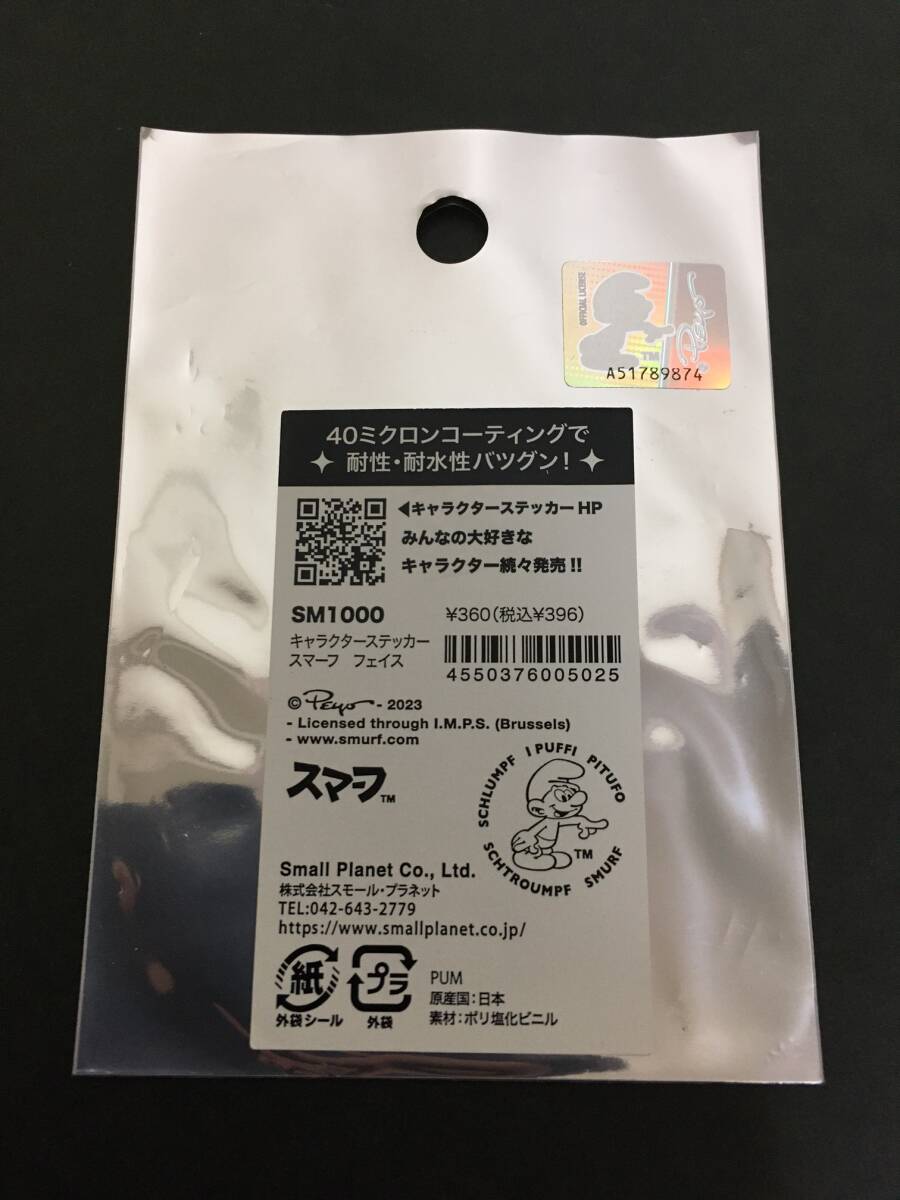 OFFICIAL LICENSE
© Peyo
TM
A51789874
40ミクロンコーティングで
耐性・耐水性バツグン！
◀キャラクターステッカー HP
みんなの大好きな
キャラクター続々発売!!
SM1000
¥360(税込¥396)
キャラクターステッカー
スマーフ フェイス
4550376005025
© Peyo - 2023
- Licensed through I.M.P.S. (Brussels)
- www.smurf.com
スマーフ™
SCHLUMPF I PUFFI PITUFO
SCHTROUMPF SMURF
TM
Small Planet Co., Ltd.
株式会社スモール・プラネット
TEL:042-643-2779
https://www.smallplanet.co.jp/
紙
外袋シール
プラ
外袋
PUM
原産国:日本
素材:ポリ塩化ビニル